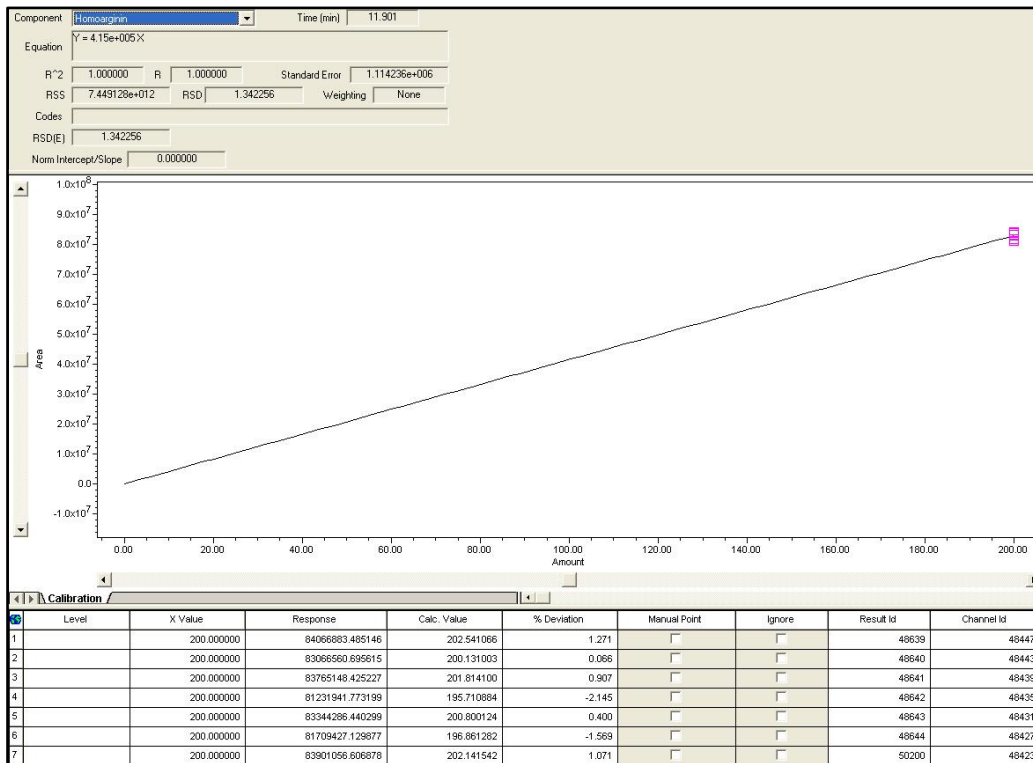 Component Homoarginin Time (min) 11.901
Equation Y = 4.15e+005 X
R^2 1.000000 R 1.000000 Standard Error 1.114236e+006
RSS 7.449128e+012 RSD 1.342256 Weighting None
Codes
RSD(E) 1.342256
Norm Intercept/Slope 0.000000
1.0x10^8
9.0x10^7
8.0x10^7
7.0x10^7
6.0x10^7
5.0x10^7
Area
4.0x10^7
3.0x10^7
2.0x10^7
1.0x10^7
0.0
-1.0x10^7
0.00 20.00 40.00 60.00 80.00 100.00 120.00 140.00 160.00 180.00 200.00
Amount
Calibration
Level X Value Response Calc. Value % Deviation Manual Point Ignore Result Id Channel Id
1 200.000000 84066883.485146 202.541066 1.271 48639 48447
2 200.000000 83066560.695615 200.131003 0.066 48640 48443
3 200.000000 83765148.425227 201.814100 0.907 48641 48439
4 200.000000 81231941.773199 195.710884 -2.145 48642 48435
5 200.000000 83344286.440299 200.800124 0.400 48643 48431
6 200.000000 81709427.129877 196.861282 -1.569 48644 48427
7 200.000000 83901056.606878 202.141542 1.071 50200 48423